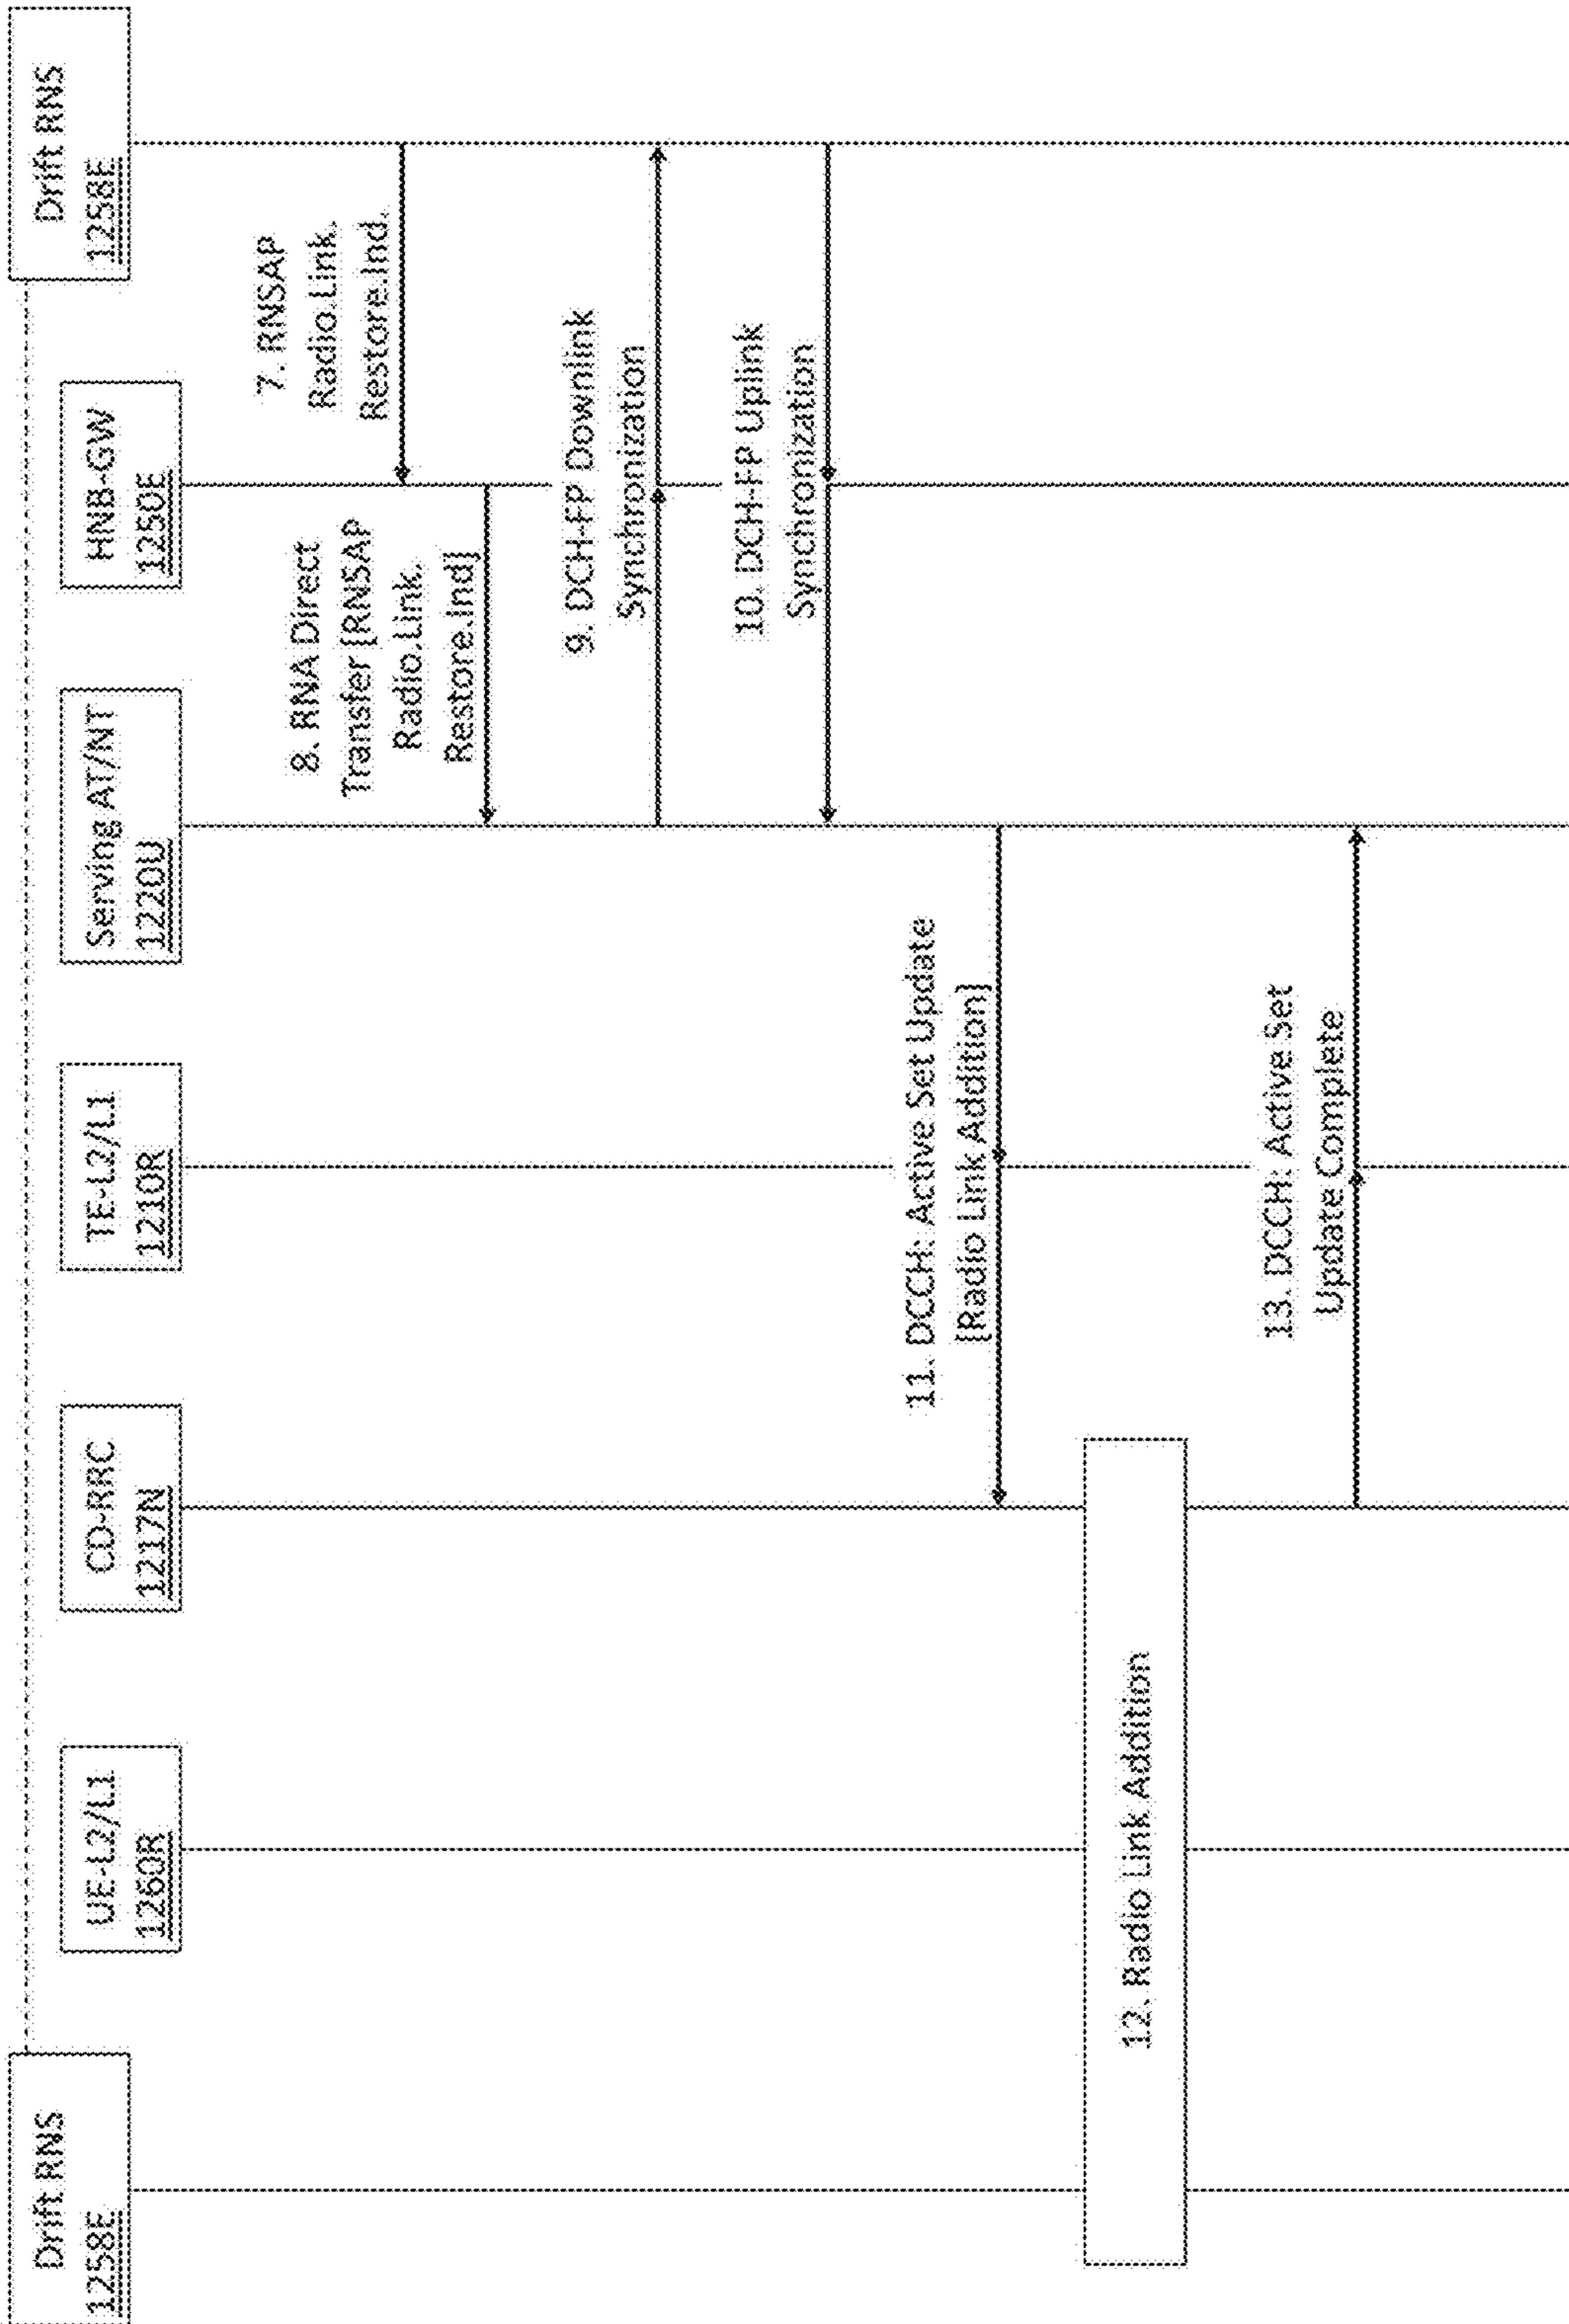 Drift RNS
1258E
UE-L2/L1
1260R
CD-RRC
1217N
TE-L2/L1
1210R
Serving AT/NT
1220U
HNB-GW
1250E
Drift RNS
1258E
7. RNSAP
Radio.Link.
Restore.Ind.
8. RNA Direct
Transfer [RNSAP
Radio.Link.
Restore.Ind]
9. DCH-FP Downlink
Synchronization
10. DCH-FP Uplink
Synchronization
11. DCCH: Active Set Update
[Radio Link Addition]
12. Radio Link Addition
13. DCCH: Active Set
Update Complete